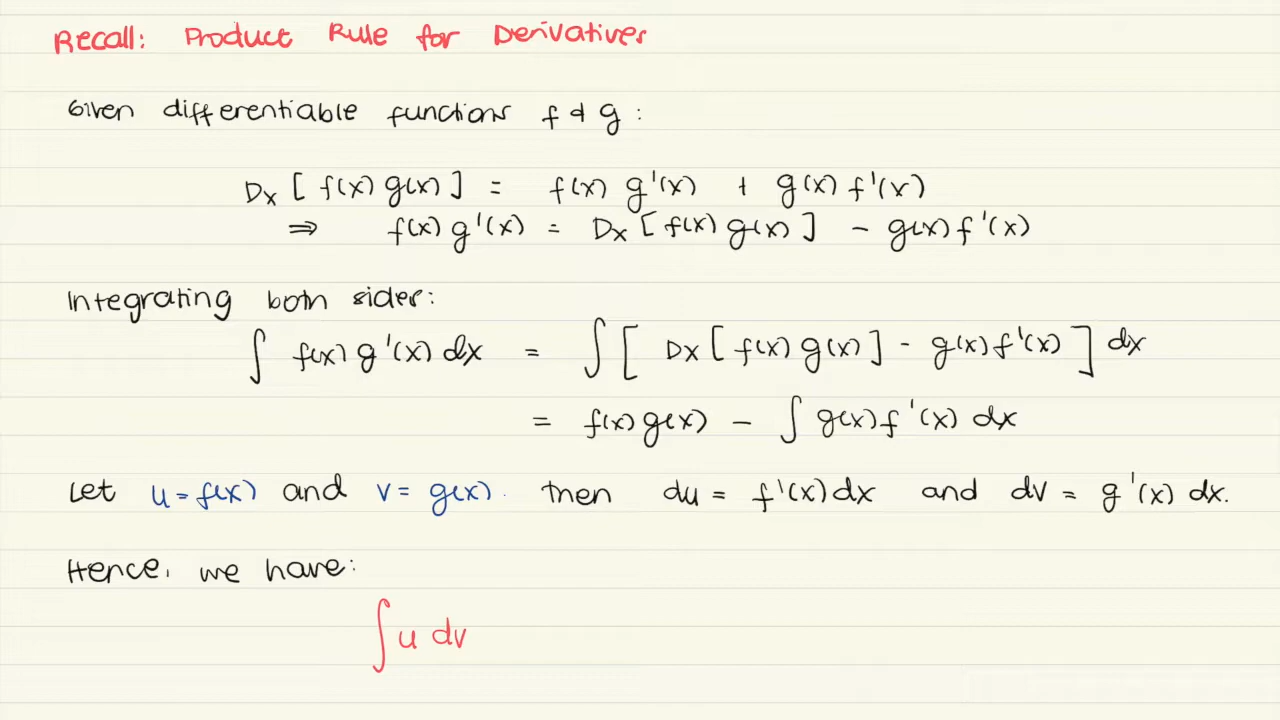 Recall: Product Rule for Derivatives
Given differentiable functions f & g :
Dx [ f(x) g(x) ] = f(x) g'(x) + g(x) f'(x)
⇒ f(x) g'(x) = Dx [ f(x) g(x) ] - g(x) f'(x)
Integrating both sides:
∫ f(x) g'(x) dx = ∫ [ Dx [ f(x) g(x) ] - g(x) f'(x) ] dx
= f(x) g(x) - ∫ g(x) f'(x) dx
Let u = f(x) and v = g(x). Then du = f'(x) dx and dv = g'(x) dx.
Hence, we have:
∫ u dv